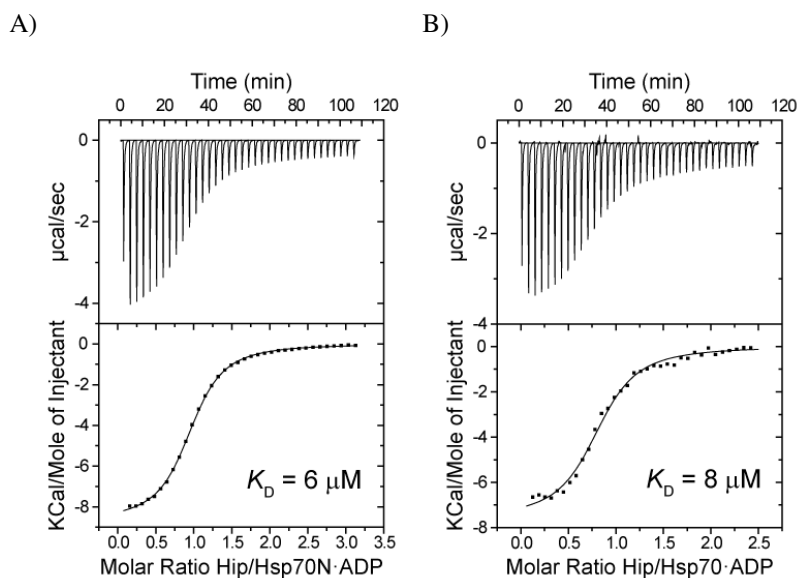 A)
B)
Time (min)
0 20 40 60 80 100 120
0
-2
-4
µcal/sec
0
-2
-4
-6
-8
KCal/Mole of Injectant
K_D = 6 µM
0.0 0.5 1.0 1.5 2.0 2.5 3.0 3.5
Molar Ratio Hip/Hsp70N·ADP
Time (min)
0 20 40 60 80 100 120
0
-2
-4
µcal/sec
0
-2
-4
-6
-8
KCal/Mole of Injectant
K_D = 8 µM
0.0 0.5 1.0 1.5 2.0 2.5
Molar Ratio Hip/Hsp70·ADP